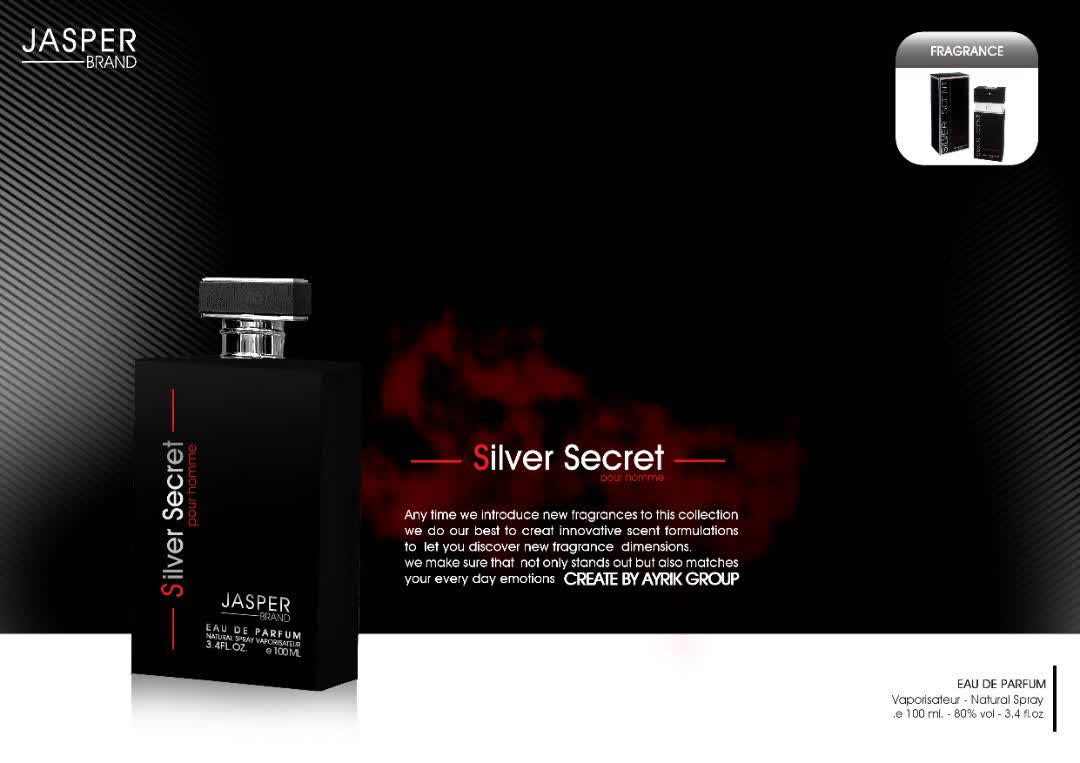 JASPER
BRAND
FRAGRANCE
SILVER SCENT
Silver Secret
pour homme
JASPER
BRAND
EAU DE PARFUM
NATURAL SPRAY VAPORISATEUR
3.4FL.OZ. e 100 ML
Silver Secret
pour homme
Any time we introduce new fragrances to this collection
we do our best to creat innovative scent formulations
to let you discover new fragrance dimensions.
we make sure that not only stands out but also matches
your every day emotions CREATE BY AYRIK GROUP
EAU DE PARFUM
Vaporisateur - Natural Spray
.e 100 ml. - 80% vol - 3.4 fl.oz